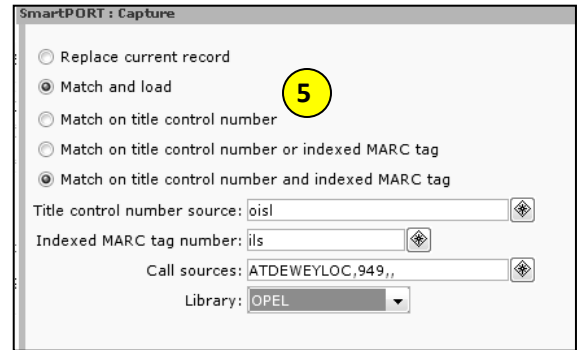 SmartPORT : Capture
Replace current record
Match and load
5
Match on title control number
Match on title control number or indexed MARC tag
Match on title control number and indexed MARC tag
Title control number source: oisl
Indexed MARC tag number: ils
Call sources: ATDEWEYLOC,949,,
Library: OPEL